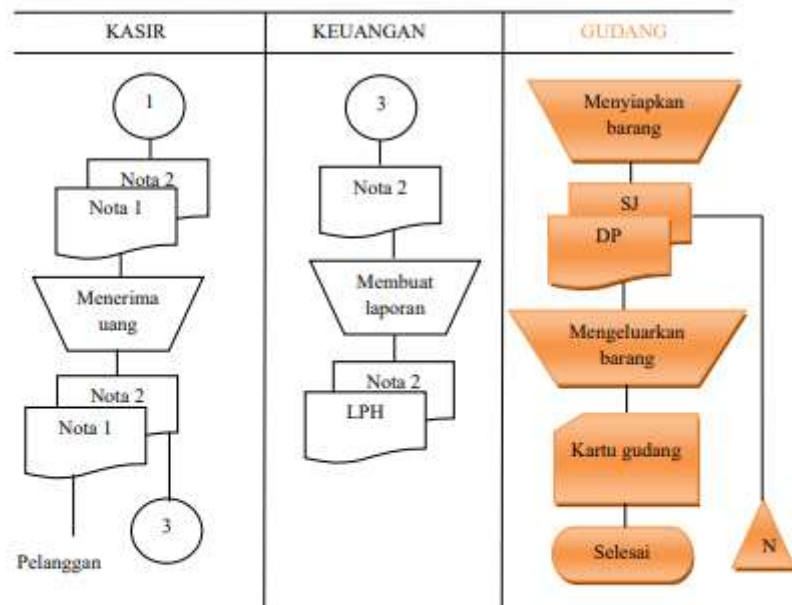 KASIR
KEUANGAN
GUDANG
1
Nota 2
Nota 1
Menerima
uang
Nota 2
Nota 1
3
Pelanggan
3
Nota 2
Membuat
laporan
Nota 2
LPH
Menyiapkan
barang
SJ
DP
Mengeluarkan
barang
Kartu gudang
Selesai
N